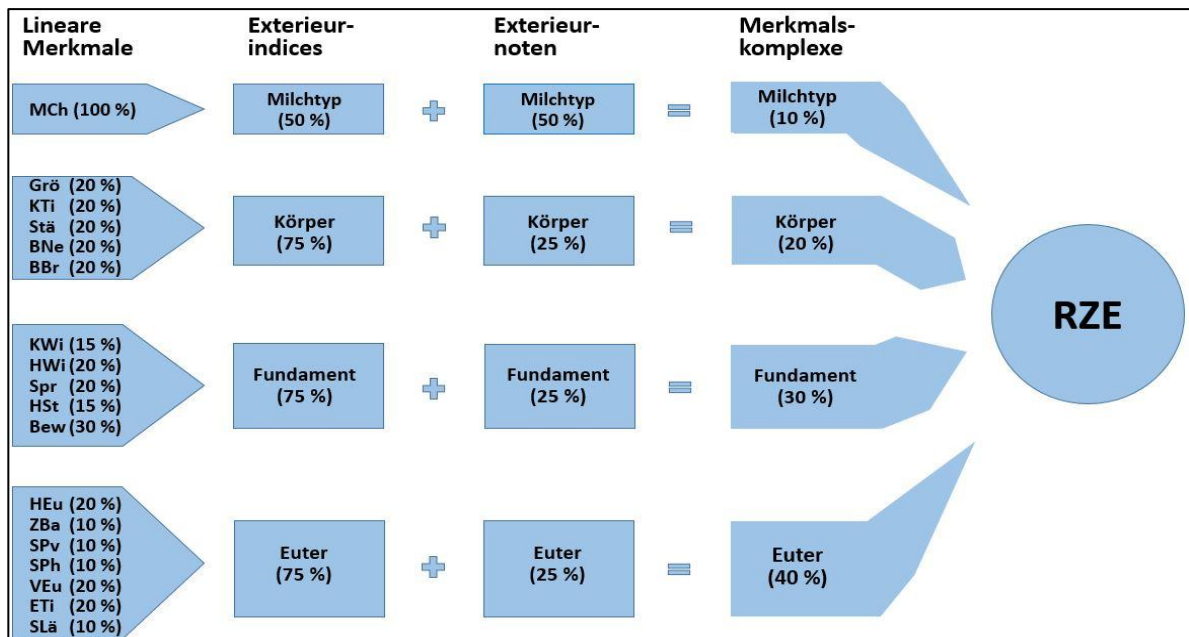 Lineare
Merkmale
Exterieur-
indices
Exterieur-
noten
Merkmals-
komplexe
MCh (100 %)
Milchtyp
(50 %)
+
Milchtyp
(50 %)
=
Milchtyp
(10 %)
Grö (20 %)
KTi (20 %)
Stä (20 %)
BNe (20 %)
BBr (20 %)
Körper
(75 %)
+
Körper
(25 %)
=
Körper
(20 %)
RZE
KWi (15 %)
HWi (20 %)
Spr (20 %)
HSt (15 %)
Bew (30 %)
Fundament
(75 %)
+
Fundament
(25 %)
=
Fundament
(30 %)
HEu (20 %)
ZBa (10 %)
SPv (10 %)
SPh (10 %)
VEu (20 %)
ETi (20 %)
SLä (10 %)
Euter
(75 %)
+
Euter
(25 %)
=
Euter
(40 %)